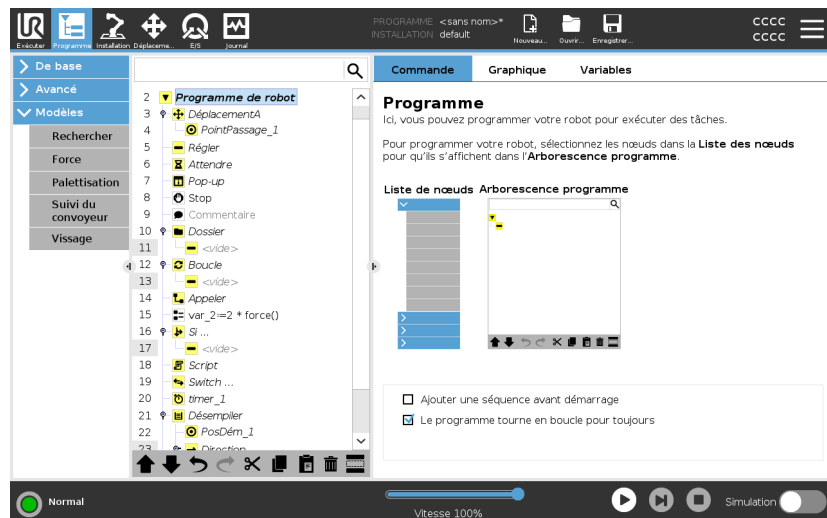 PROGRAMME <sans nom>*
INSTALLATION default
cccc
cccc
Exécuter
Programme
Installation
Déplaceme...
E/S
Journal
Nouveau...
Ouvrir...
Enregistrer...
De base
Avancé
Modèles
Rechercher
Force
Palettisation
Suivi du
convoyeur
Vissage
2 Programme de robot
3 DéplacementA
4 PointPassage_1
5 Régler
6 Attendre
7 Pop-up
8 Stop
9 Commentaire
10 Dossier
11 <vide>
12 Boucle
13 <vide>
14 Appeler
15 var_2≔2 * force()
16 Si ...
17 <vide>
18 Script
19 Switch ...
20 timer_1
21 Désempiler
22 PosDém_1
23 Direction
Commande Graphique Variables
Programme
Ici, vous pouvez programmer votre robot pour exécuter des tâches.
Pour programmer votre robot, sélectionnez les nœuds dans la Liste des nœuds
pour qu'ils s'affichent dans l'Arborescence programme.
Liste de nœuds Arborescence programme
Ajouter une séquence avant démarrage
Le programme tourne en boucle pour toujours
Normal
Vitesse 100%
Simulation